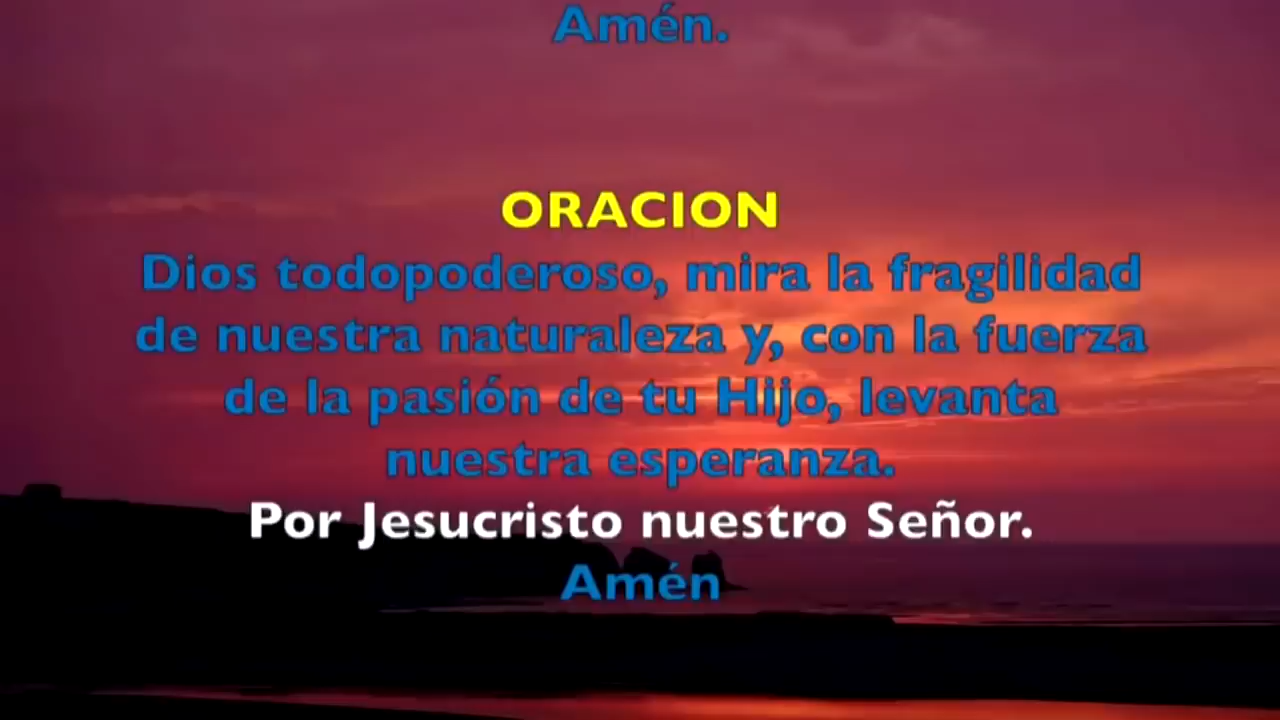 Amén.
ORACION
Dios todopoderoso, mira la fragilidad
de nuestra naturaleza y, con la fuerza
de la pasión de tu Hijo, levanta
nuestra esperanza.
Por Jesucristo nuestro Señor.
Amén